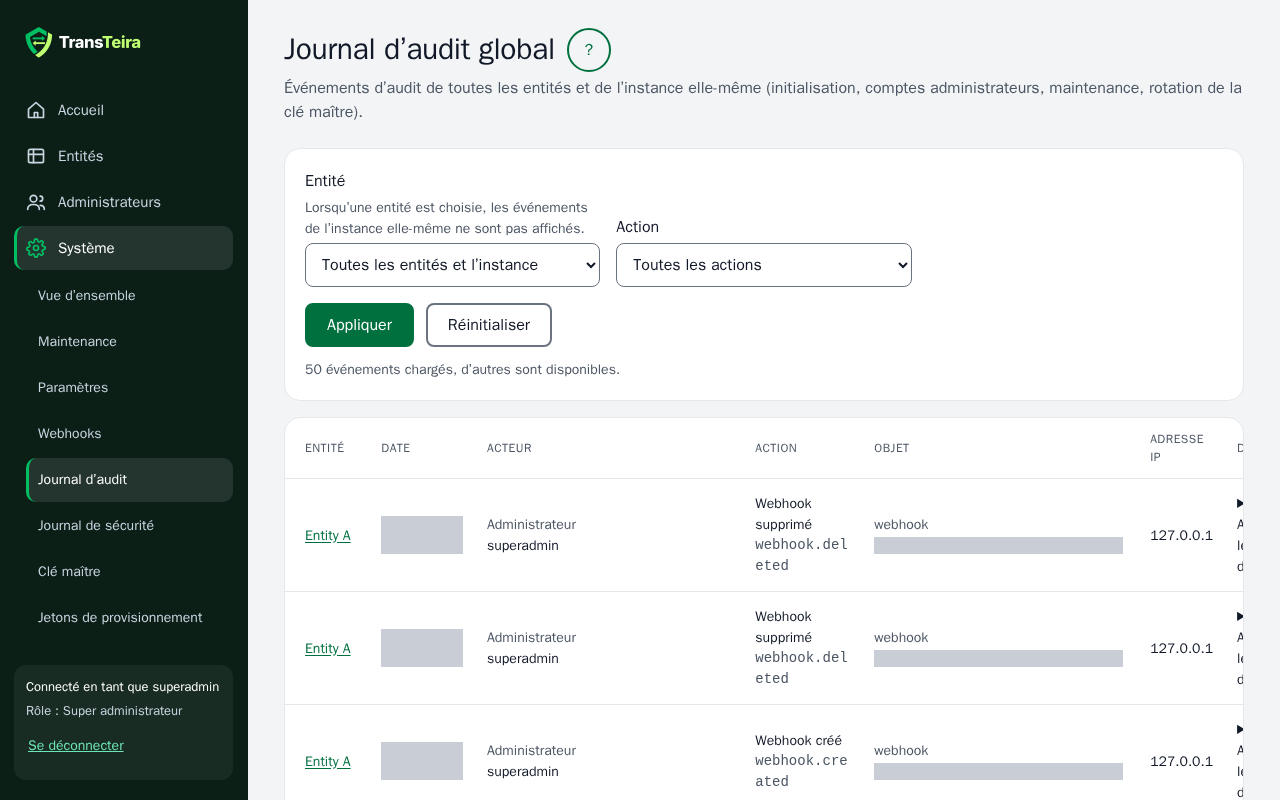 TransTeira
Accueil
Entités
Administrateurs
Système
Vue d'ensemble
Maintenance
Paramètres
Webhooks
Journal d'audit
Journal de sécurité
Clé maître
Jetons de provisionnement
Connecté en tant que superadmin
Rôle : Super administrateur
Se déconnecter
Journal d'audit global ?
Événements d'audit de toutes les entités et de l'instance elle-même (initialisation, comptes administrateurs, maintenance, rotation de la
clé maître).
Entité
Lorsqu'une entité est choisie, les événements
de l'instance elle-même ne sont pas affichés.
Action
Toutes les entités et l'instance
Toutes les actions
Appliquer
Réinitialiser
50 événements chargés, d'autres sont disponibles.
ENTITÉ DATE ACTEUR ACTION OBJET ADRESSE
IP
Entity A
Administrateur
superadmin
Webhook
supprimé
webhook.del
eted
webhook
127.0.0.1
Entity A
Administrateur
superadmin
Webhook
supprimé
webhook.del
eted
webhook
127.0.0.1
Entity A
Administrateur
superadmin
Webhook créé
webhook.cre
ated
webhook
127.0.0.1